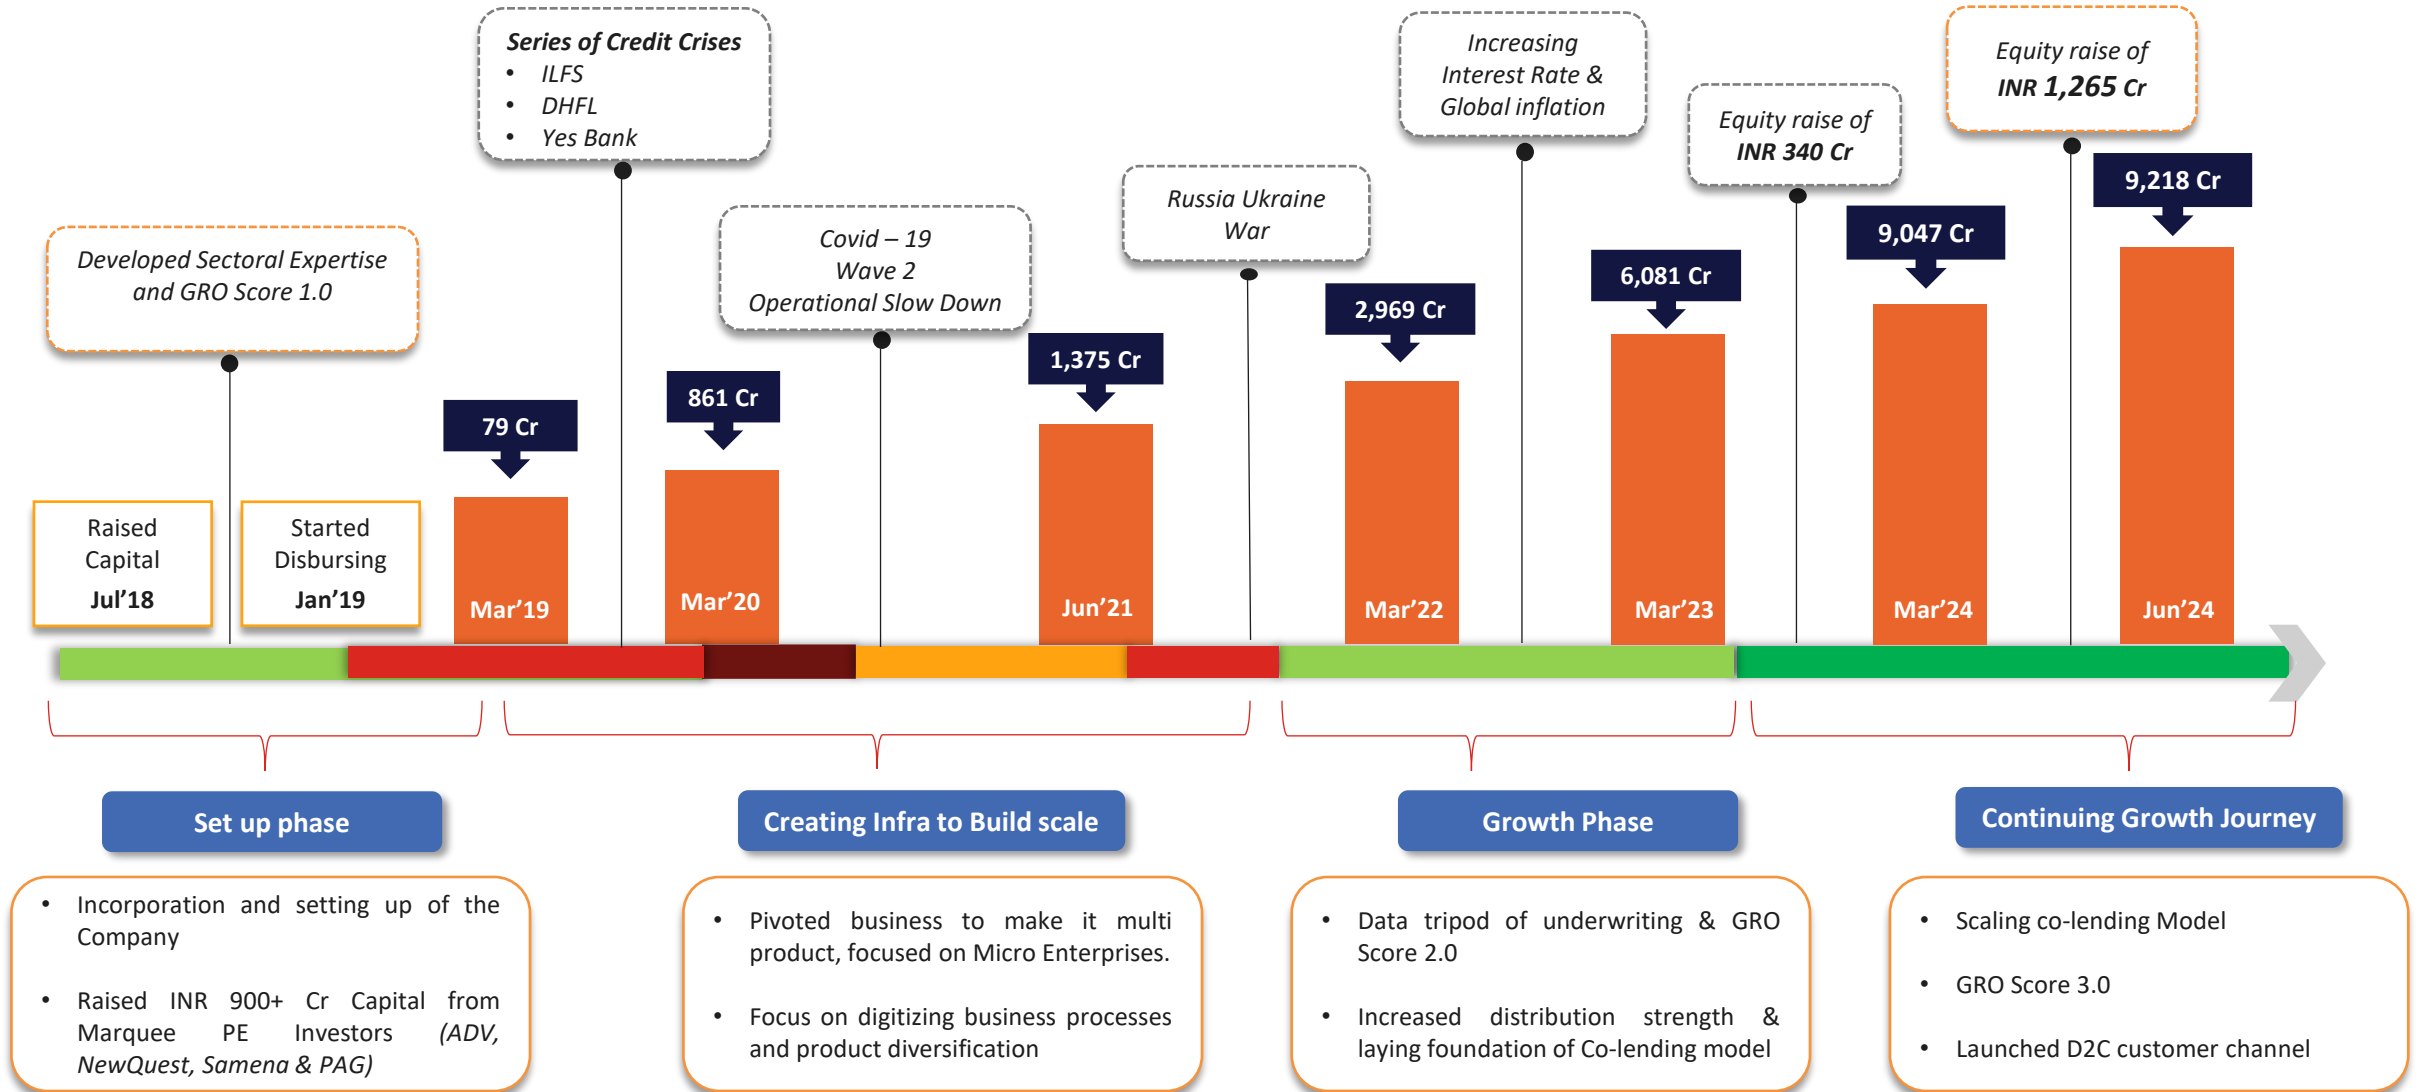 Series of Credit Crises
• ILFS
• DHFL
• Yes Bank
Increasing
Interest Rate &
Global inflation
Equity raise of
INR 1,265 Cr
Equity raise of
INR 340 Cr
Developed Sectoral Expertise
and GRO Score 1.0
Covid – 19
Wave 2
Operational Slow Down
Russia Ukraine
War
79 Cr
861 Cr
1,375 Cr
2,969 Cr
6,081 Cr
9,047 Cr
9,218 Cr
Raised
Capital
Jul’18
Started
Disbursing
Jan’19
Mar’19
Mar’20
Jun’21
Mar’22
Mar’23
Mar’24
Jun’24
Set up phase
• Incorporation and setting up of the
Company
• Raised INR 900+ Cr Capital from
Marquee PE Investors (ADV,
NewQuest, Samena & PAG)
Creating Infra to Build scale
• Pivoted business to make it multi
product, focused on Micro Enterprises.
• Focus on digitizing business processes
and product diversification
Growth Phase
• Data tripod of underwriting & GRO
Score 2.0
• Increased distribution strength &
laying foundation of Co-lending model
Continuing Growth Journey
• Scaling co-lending Model
• GRO Score 3.0
• Launched D2C customer channel